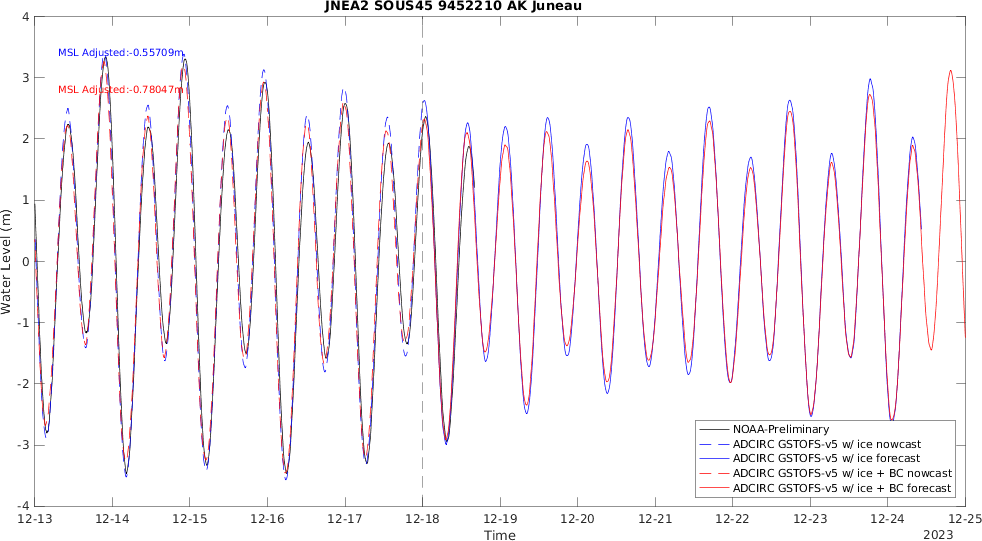 JNEA2 SOUS45 9452210 AK Juneau
MSL Adjusted:-0.55709m
MSL Adjusted:-0.78047m
Water Level (m)
4
3
2
1
0
-1
-2
-3
-4
NOAA-Preliminary
ADCIRC GSTOFS-v5 w/ ice nowcast
ADCIRC GSTOFS-v5 w/ ice forecast
ADCIRC GSTOFS-v5 w/ ice + BC nowcast
ADCIRC GSTOFS-v5 w/ ice + BC forecast
12-13 12-14 12-15 12-16 12-17 12-18 12-19 12-20 12-21 12-22 12-23 12-24 12-25
Time
2023